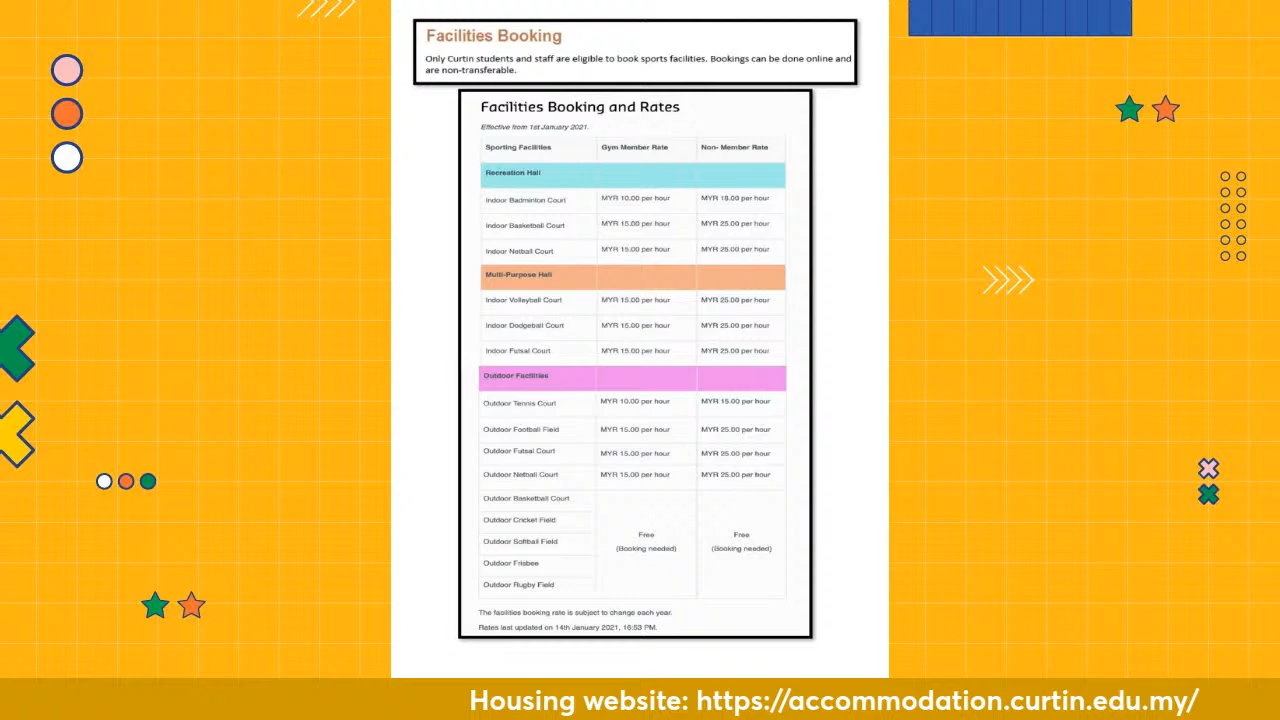 Facilities Booking
Only Curtin students and staff are eligible to book sports facilities. Bookings can be done online and
are non-transferable.
Facilities Booking and Rates
Effective from 1st January 2021.
Sporting Facilities Gym Member Rate Non- Member Rate
Recreation Hall
Indoor Badminton Court MYR 10.00 per hour MYR 18.00 per hour
Indoor Basketball Court MYR 15.00 per hour MYR 25.00 per hour
Indoor Netball Court MYR 15.00 per hour MYR 25.00 per hour
Multi-Purpose Hall
Indoor Volleyball Court MYR 15.00 per hour MYR 25.00 per hour
Indoor Dodgeball Court MYR 15.00 per hour MYR 25.00 per hour
Indoor Futsal Court MYR 15.00 per hour MYR 25.00 per hour
Outdoor Facilities
Outdoor Tennis Court MYR 10.00 per hour MYR 15.00 per hour
Outdoor Football Field MYR 15.00 per hour MYR 25.00 per hour
Outdoor Futsal Court MYR 15.00 per hour MYR 25.00 per hour
Outdoor Netball Court MYR 15.00 per hour MYR 25.00 per hour
Outdoor Basketball Court
Outdoor Cricket Field
Outdoor Softball Field
Outdoor Frisbee
Outdoor Rugby Field
Free Free
(Booking needed) (Booking needed)
The facilities booking rate is subject to change each year.
Rates last updated on 14th January 2021, 16:53 PM.
Housing website: https://accommodation.curtin.edu.my/